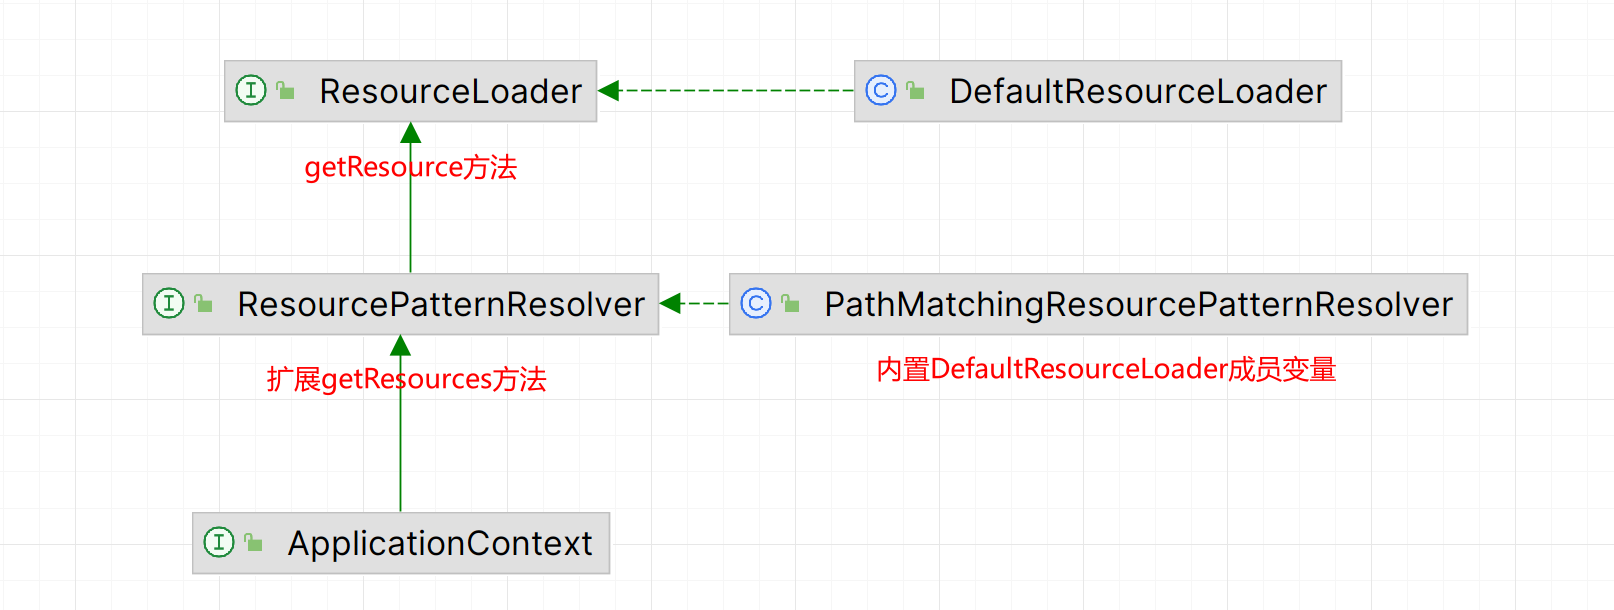 I ResourceLoader
C DefaultResourceLoader
getResource方法
I ResourcePatternResolver
C PathMatchingResourcePatternResolver
内置DefaultResourceLoader成员变量
扩展getResources方法
I ApplicationContext